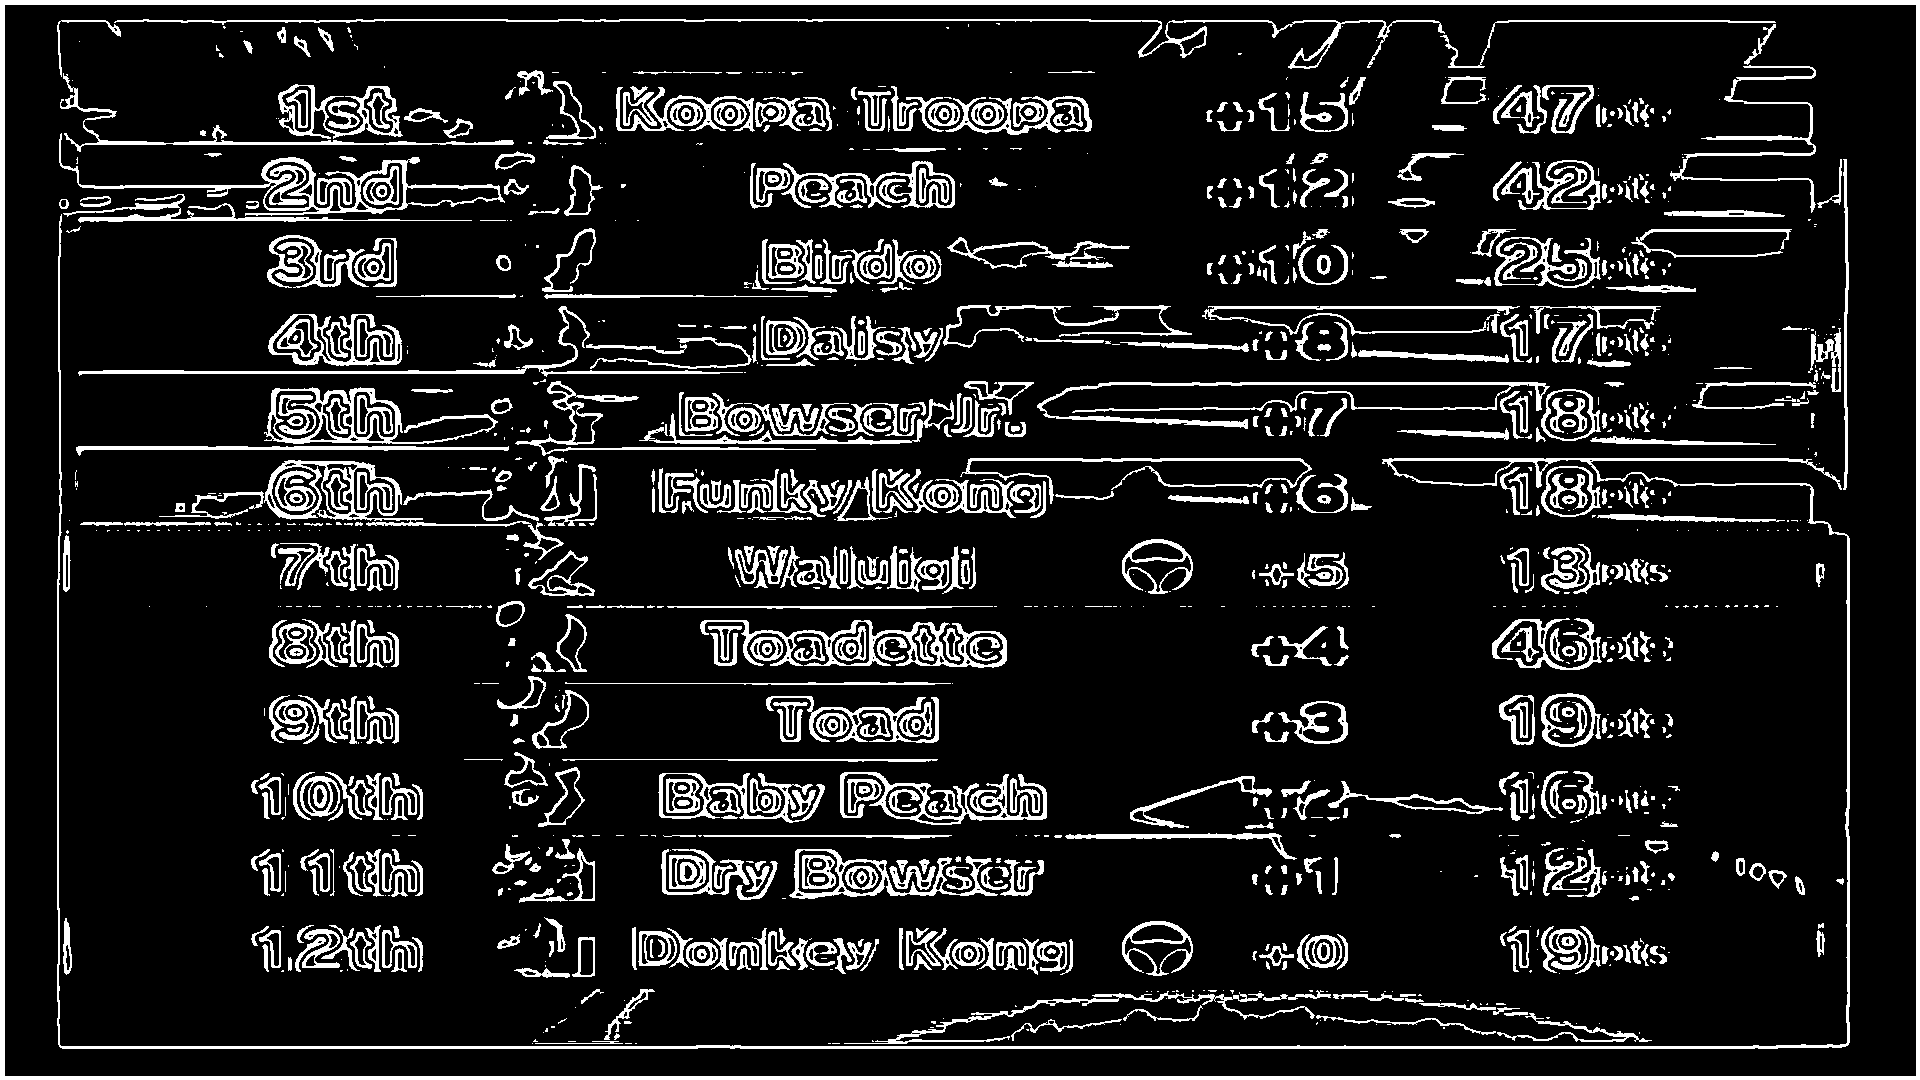 1st Koopa Troopa +15 47pts
2nd Peach +12 42pts
3rd Birdo +10 25pts
4th Daisy +8 17pts
5th Bowser Jr. +7 18pts
6th Funky Kong +6 18pts
7th Waluigi +5 13pts
8th Toadette +4 46pts
9th Toad +3 19pts
10th Baby Peach +2 16pts
11th Dry Bowser +1 12pts
12th Donkey Kong +0 19pts